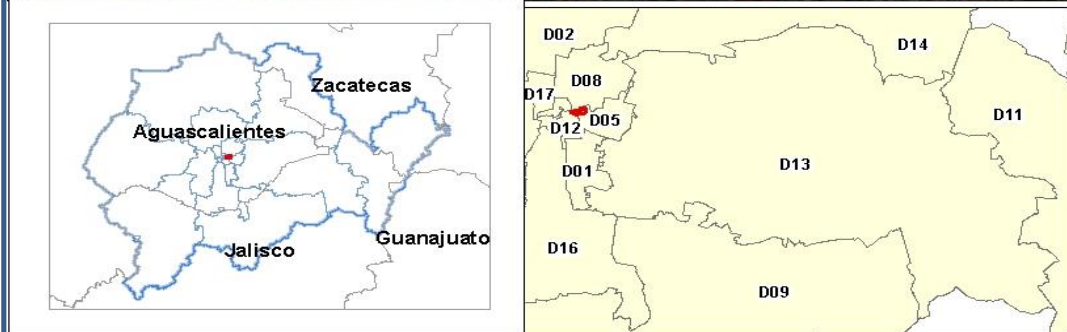 Zacatecas
Aguascalientes
Jalisco
Guanajuato
D02
D14
D08
D17
D11
D05
D12
D13
D01
D16
D09